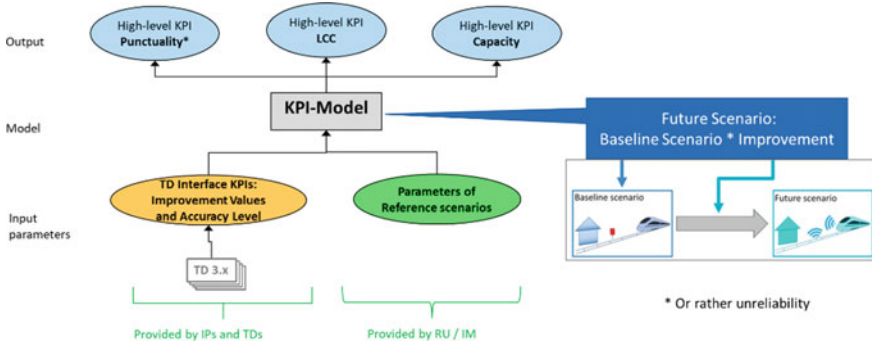 Output
High-level KPI
Punctuality*
High-level KPI
LCC
High-level KPI
Capacity
Model
KPI-Model
Future Scenario:
Baseline Scenario * Improvement
Input
parameters
TD Interface KPIs:
Improvement Values
and Accuracy Level
Parameters of
Reference scenarios
Baseline scenario
Future scenario
TD 3.x
* Or rather unreliability
Provided by IPs and TDs
Provided by RU / IM